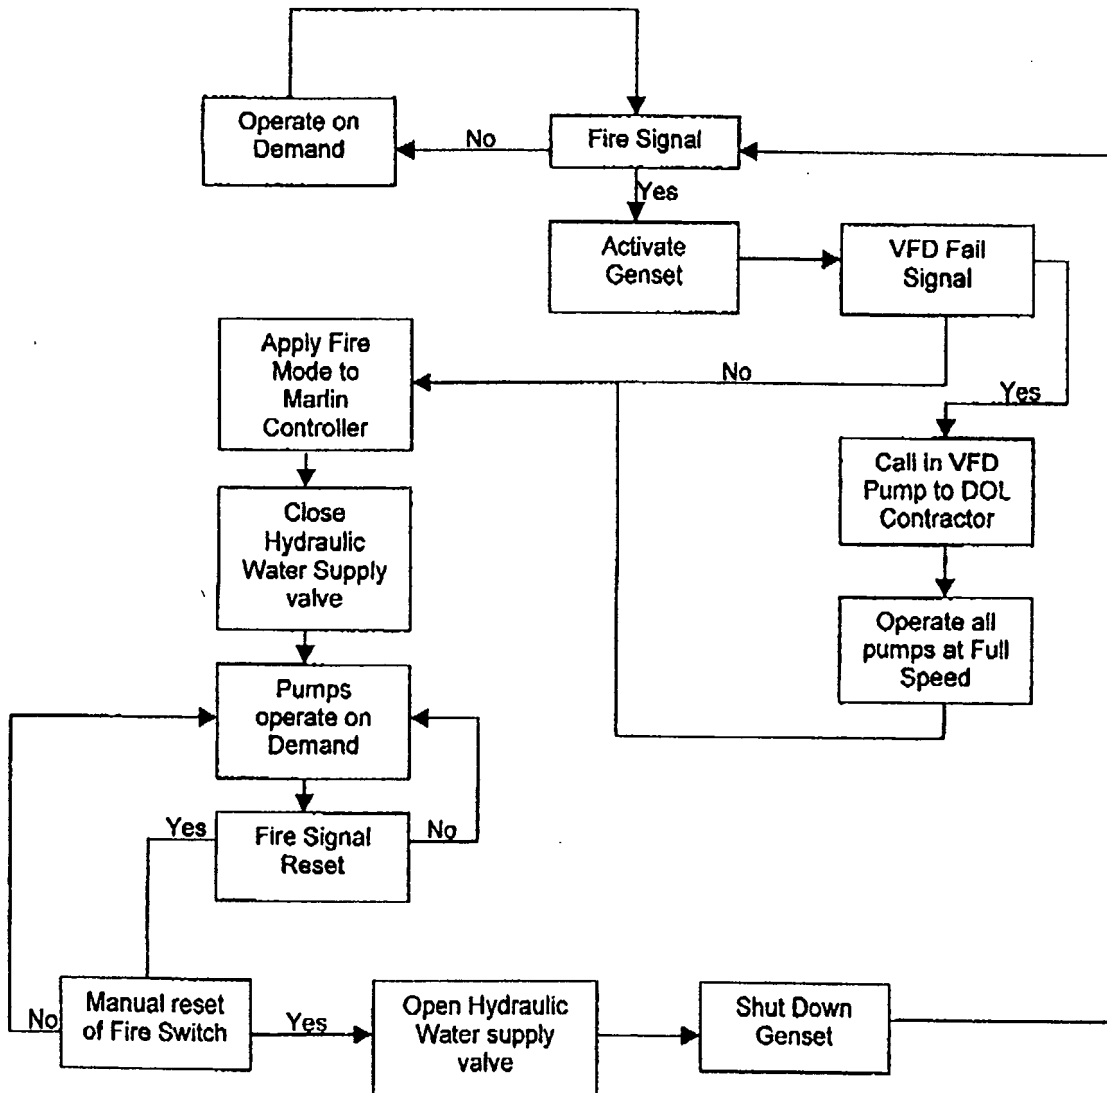 Operate on
Demand
No
Fire Signal
Yes
Activate
Genset
VFD Fail
Signal
Apply Fire
Mode to
Marlin
Controller
No
Yes
Call in VFD
Pump to DOL
Contractor
Close
Hydraulic
Water Supply
valve
Operate all
pumps at Full
Speed
Pumps
operate on
Demand
Yes
Fire Signal
Reset
No
Manual reset
of Fire Switch
No
Yes
Open Hydraulic
Water supply
valve
Shut Down
Genset